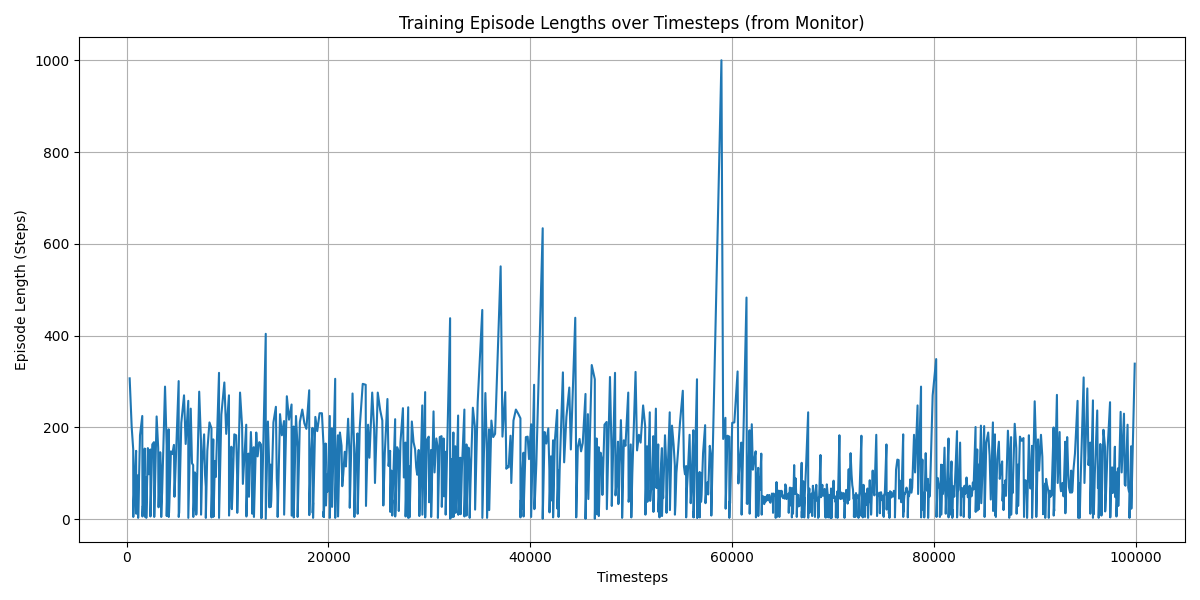 Training Episode Lengths over Timesteps (from Monitor)
Episode Length (Steps)
1000
800
600
400
200
0
0 20000 40000 60000 80000 100000
Timesteps